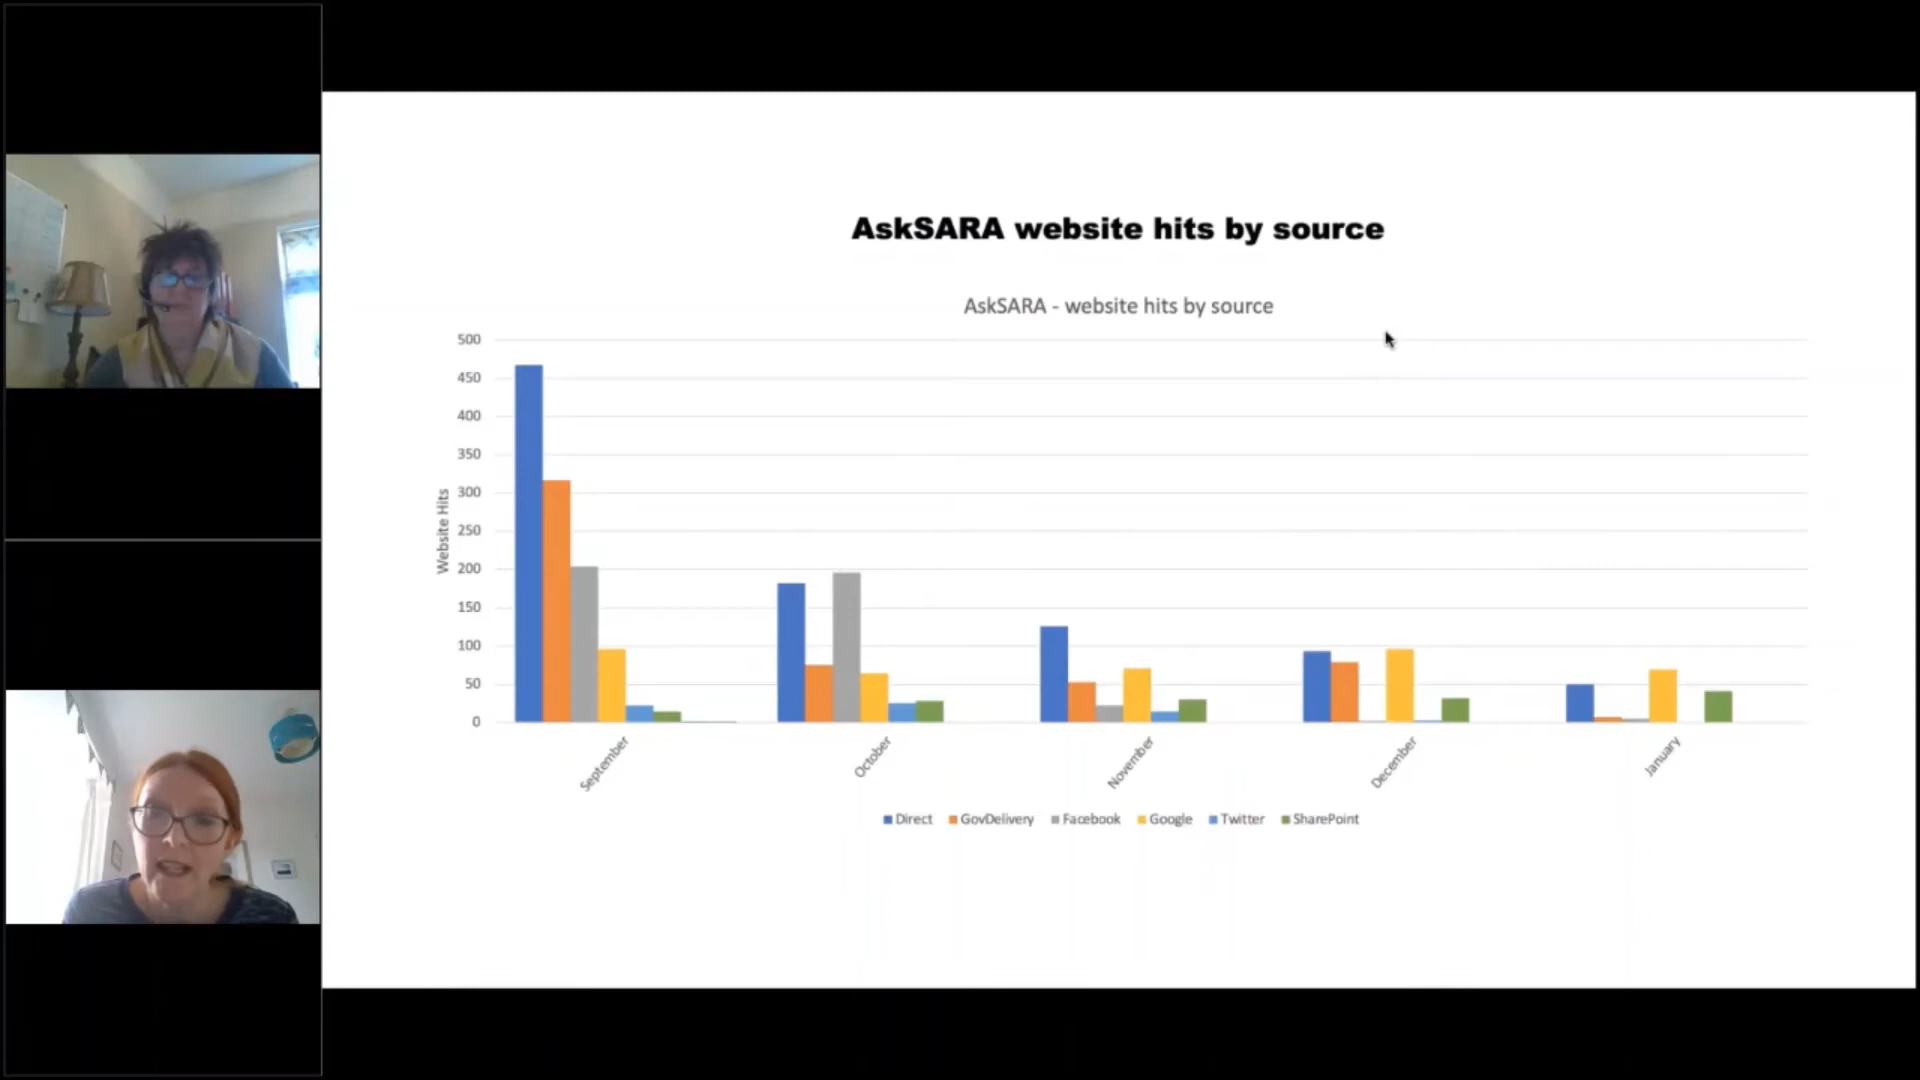 AskSARA website hits by source
AskSARA - website hits by source
500
450
400
350
300
250
200
150
100
50
0
Website Hits
September
October
November
December
January
Direct GovDelivery Facebook Google Twitter SharePoint